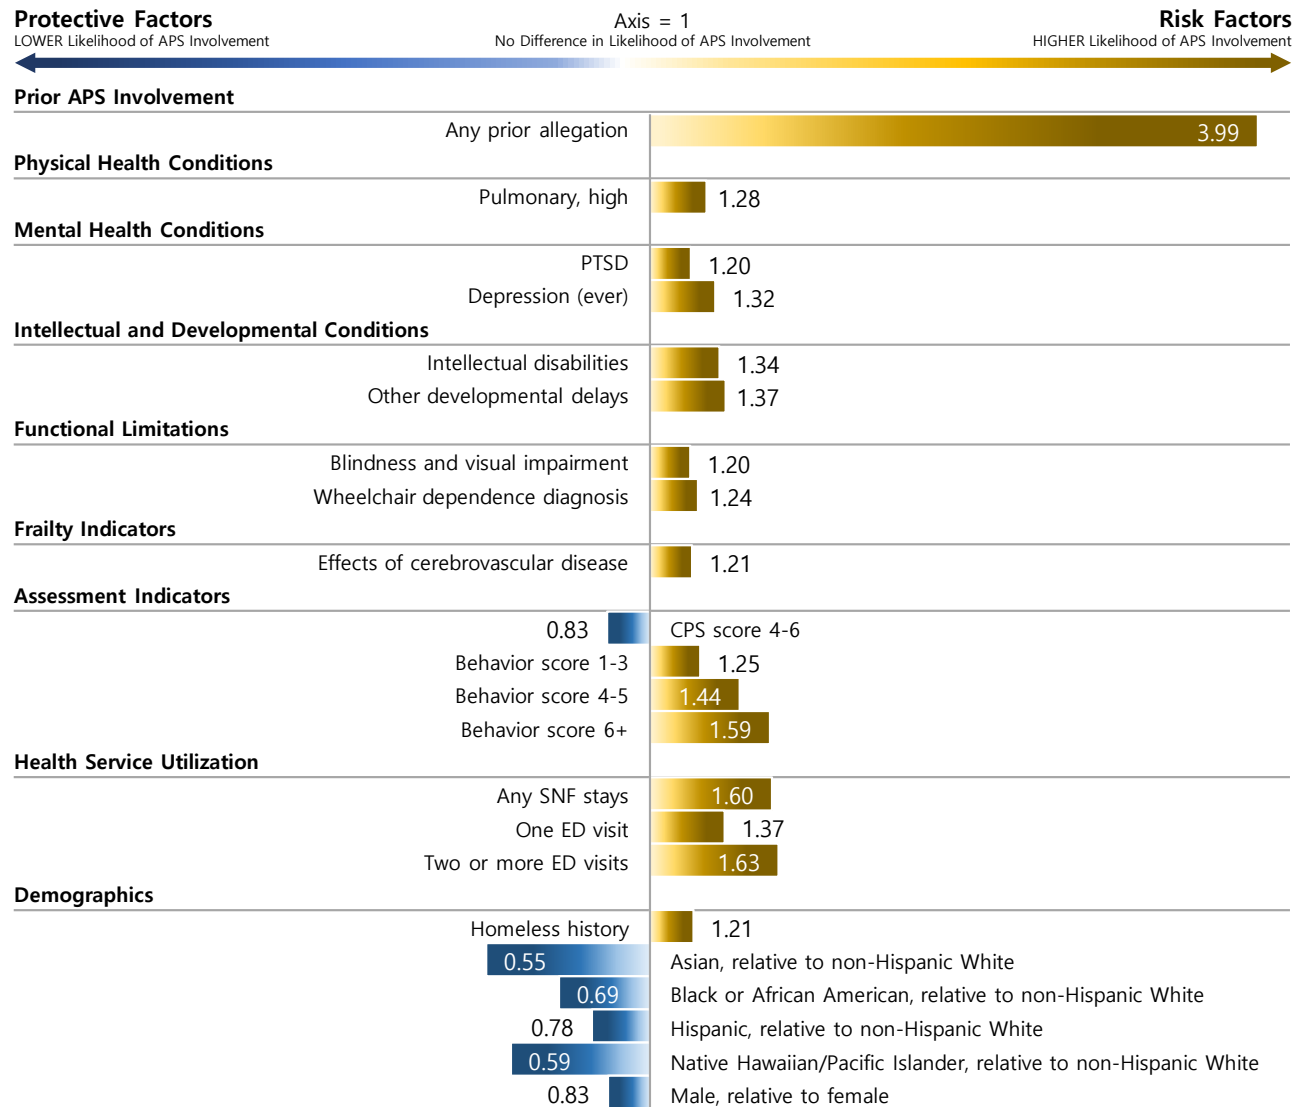 Protective Factors Axis = 1 Risk Factors
LOWER Likelihood of APS Involvement No Difference in Likelihood of APS Involvement HIGHER Likelihood of APS Involvement
Prior APS Involvement
Any prior allegation 3.99
Physical Health Conditions
Pulmonary, high 1.28
Mental Health Conditions
PTSD 1.20
Depression (ever) 1.32
Intellectual and Developmental Conditions
Intellectual disabilities 1.34
Other developmental delays 1.37
Functional Limitations
Blindness and visual impairment 1.20
Wheelchair dependence diagnosis 1.24
Frailty Indicators
Effects of cerebrovascular disease 1.21
Assessment Indicators
0.83 CPS score 4-6
Behavior score 1-3 1.25
Behavior score 4-5 1.44
Behavior score 6+ 1.59
Health Service Utilization
Any SNF stays 1.60
One ED visit 1.37
Two or more ED visits 1.63
Demographics
Homeless history 1.21
0.55 Asian, relative to non-Hispanic White
0.69 Black or African American, relative to non-Hispanic White
0.78 Hispanic, relative to non-Hispanic White
0.59 Native Hawaiian/Pacific Islander, relative to non-Hispanic White
0.83 Male, relative to female